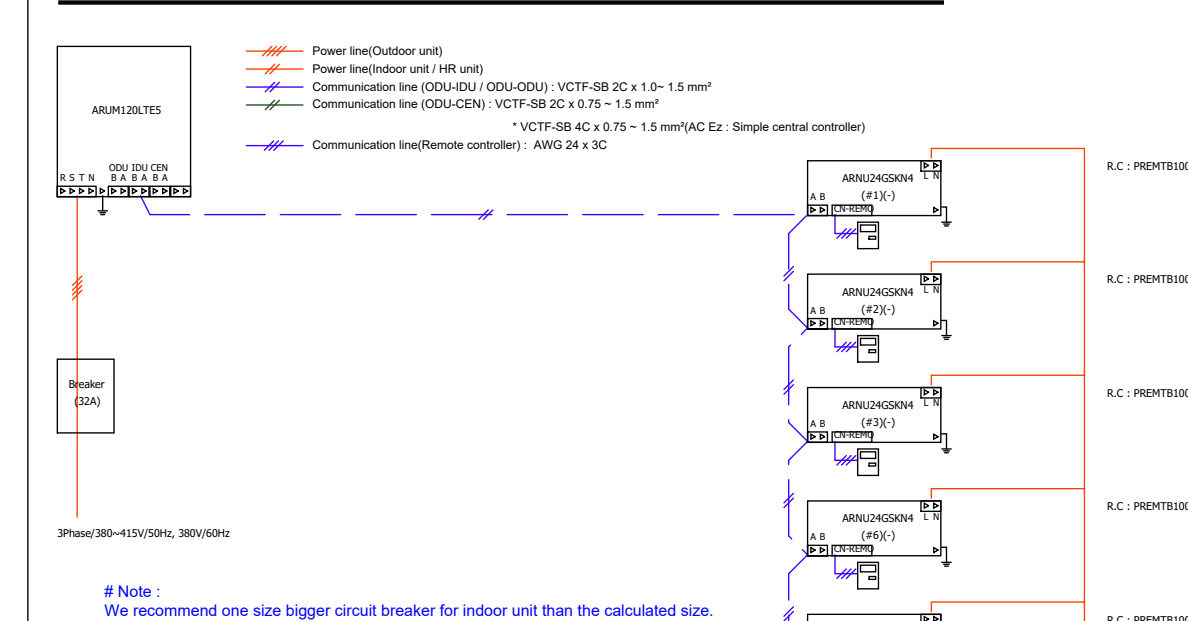 Power line(Outdoor unit)
Power line(Indoor unit / HR unit)
Communication line (ODU-IDU / ODU-ODU) : VCTF-SB 2C x 1.0~ 1.5 mm²
Communication line (ODU-CEN) : VCTF-SB 2C x 0.75 ~ 1.5 mm²
* VCTF-SB 4C x 0.75 ~ 1.5 mm²(AC Ez : Simple central controller)
Communication line(Remote controller) : AWG 24 x 3C
ARUM120LTE5
ODU IDU CEN
R S T N B A B A B A
ARNU24GSKN4
L N
(#1)(-)
A B
CN-REMO
R.C : PREMTB100
ARNU24GSKN4
L N
(#2)(-)
A B
CN-REMO
R.C : PREMTB100
Breaker
(32A)
ARNU24GSKN4
L N
(#3)(-)
A B
CN-REMO
R.C : PREMTB100
3Phase/380~415V/50Hz, 380V/60Hz
ARNU24GSKN4
L N
(#6)(-)
A B
CN-REMO
R.C : PREMTB100
# Note :
We recommend one size bigger circuit breaker for indoor unit than the calculated size.
R.C : PREMTB100